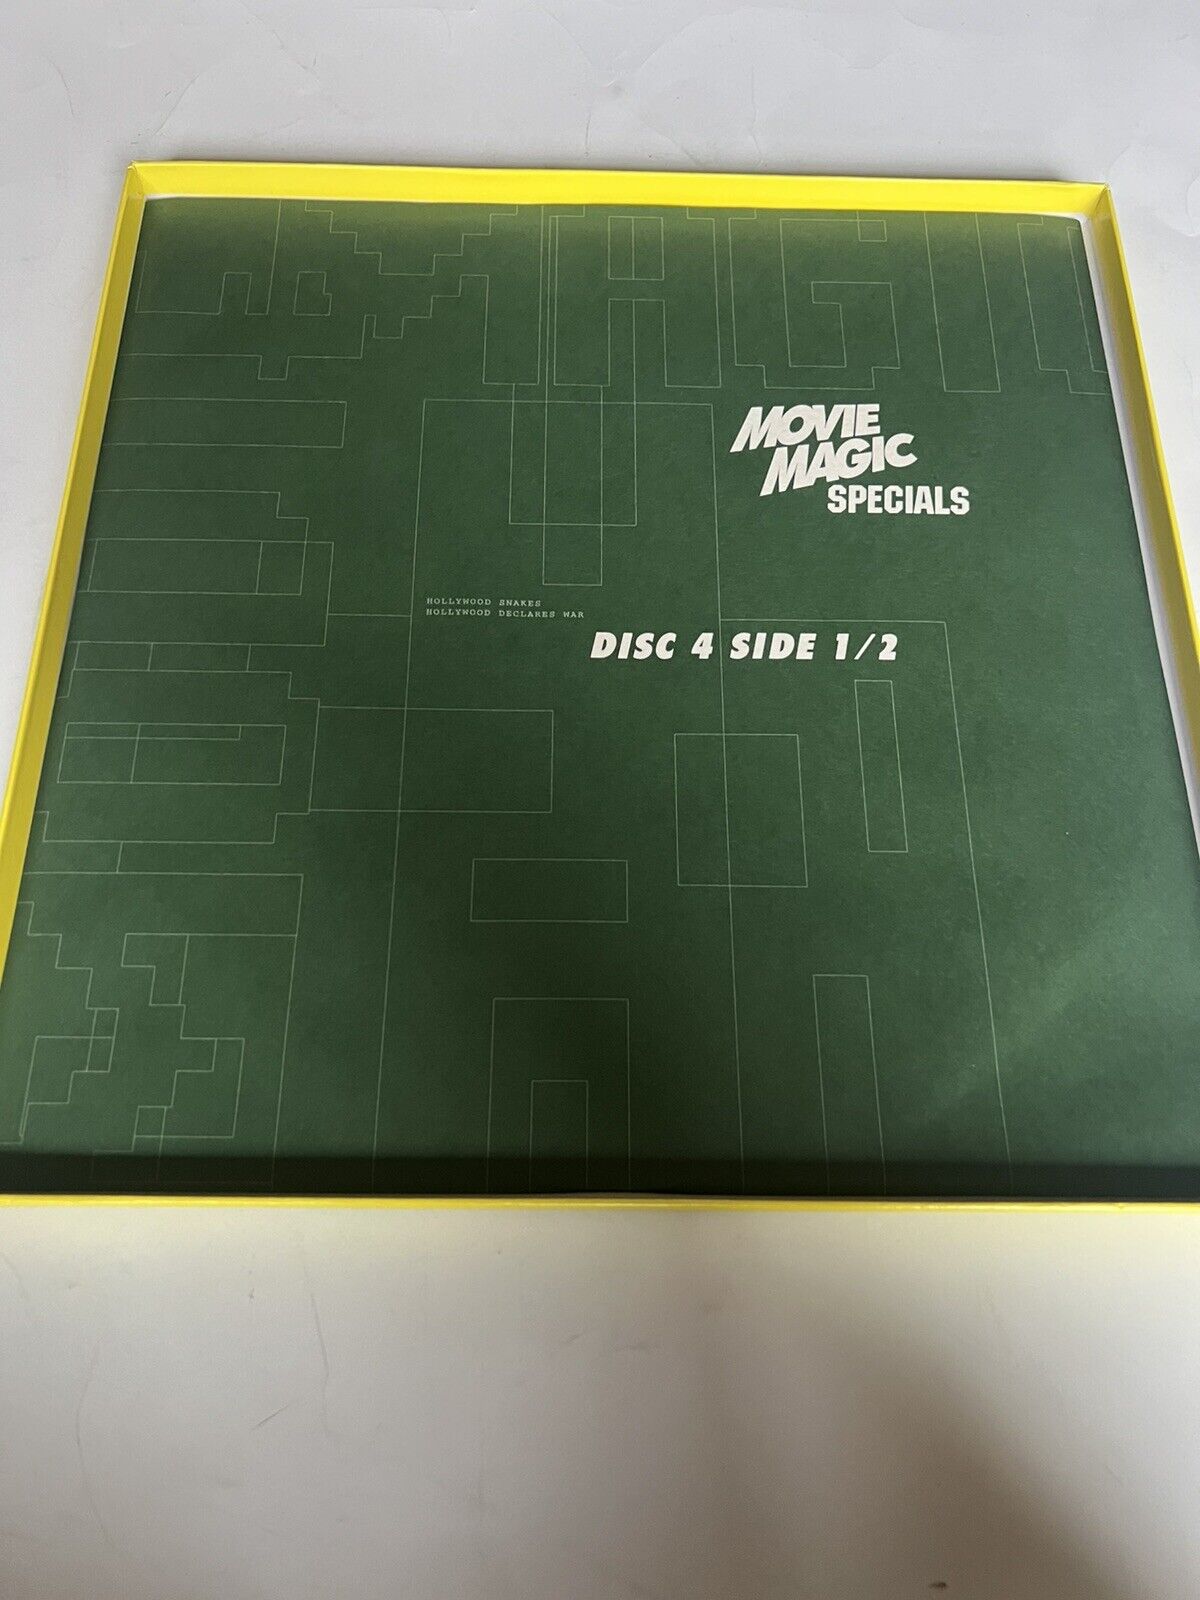 MOVIE
MAGIC
SPECIALS
HOLLYWOOD SNAKES
HOLLYWOOD DECLARES WAR
DISC 4 SIDE 1/2